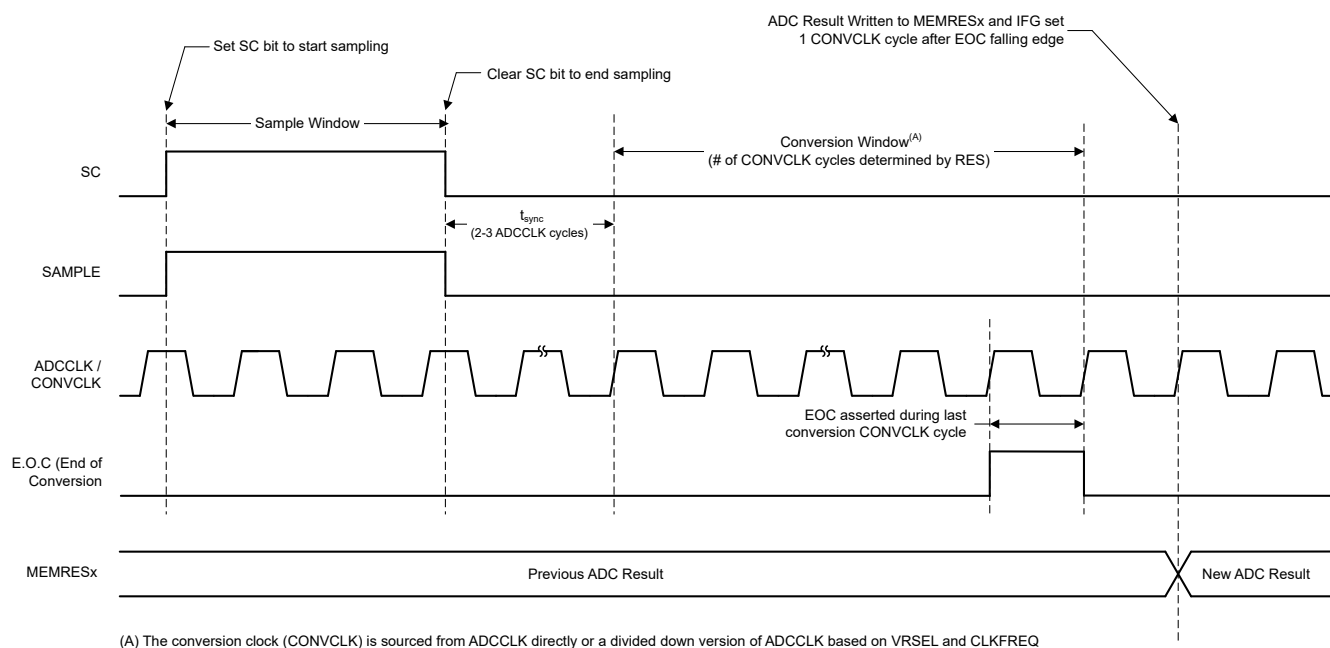 ADC Result Written to MEMRESx and IFG set
1 CONVCLK cycle after EOC falling edge
Set SC bit to start sampling
Clear SC bit to end sampling
Sample Window
Conversion Window(A)
(# of CONVCLK cycles determined by RES)
SC
tsync
(2-3 ADCCLK cycles)
SAMPLE
ADCCLK /
CONVCLK
EOC asserted during last
conversion CONVCLK cycle
E.O.C (End of
Conversion
MEMRESx
Previous ADC Result
New ADC Result
(A) The conversion clock (CONVCLK) is sourced from ADCCLK directly or a divided down version of ADCCLK based on VRSEL and CLKFREQ